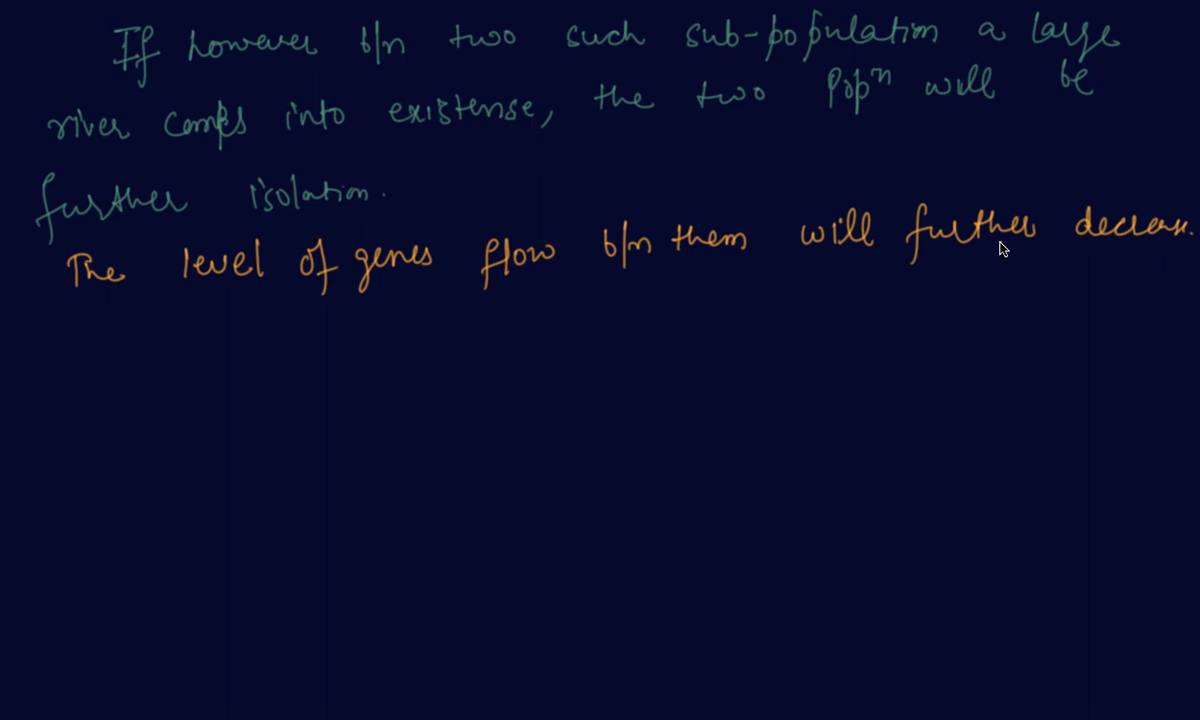 If however b/n two such sub-population a large
river comes into existense, the two Popⁿ will be
further isolation.
The level of genes flow b/n them will further decreas.